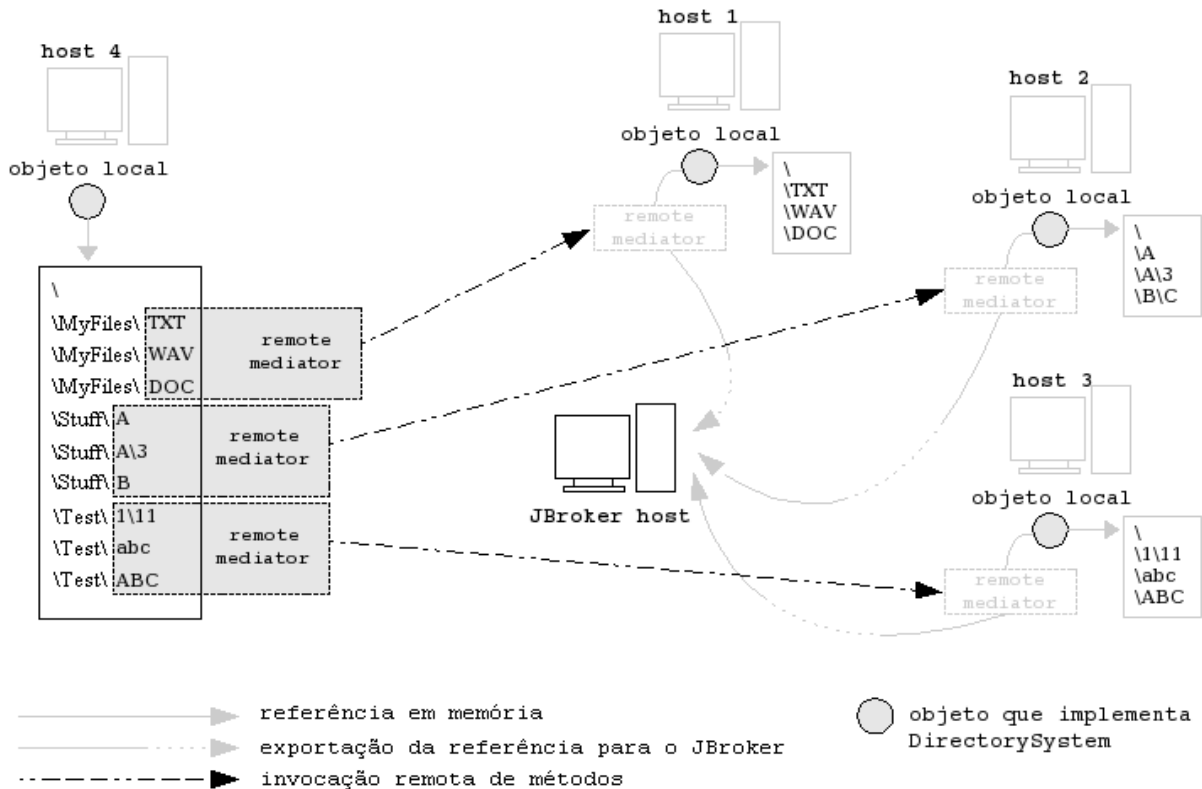 host 4
objeto local
\
\MyFiles\ TXT
\MyFiles\ WAV
\MyFiles\ DOC
remote
mediator
\Stuff\ A
\Stuff\ A\3
\Stuff\ B
remote
mediator
\Test\ 1\11
\Test\ abc
\Test\ ABC
remote
mediator
host 1
objeto local
\
\TXT
\WAV
\DOC
remote
mediator
host 2
objeto local
\
\A
\A\3
\B\C
remote
mediator
JBroker host
host 3
objeto local
\
\1\11
\abc
\ABC
remote
mediator
referência em memória
exportação da referência para o JBroker
invocação remota de métodos
objeto que implementa
DirectorySystem